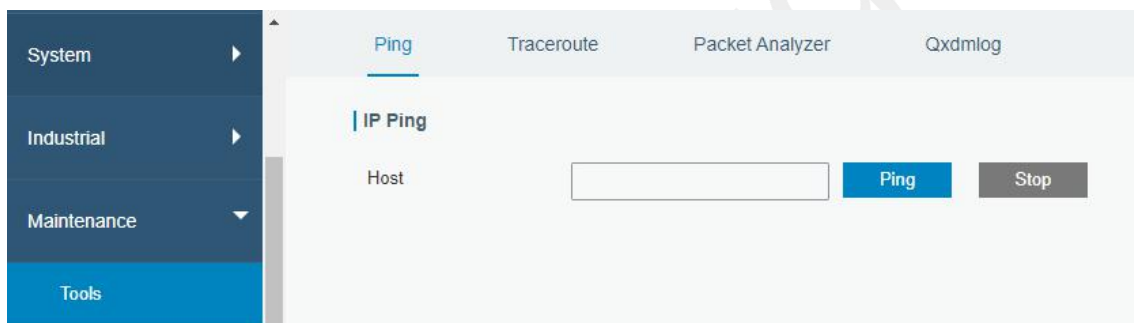 System
Industrial
Maintenance
Tools
Ping Traceroute Packet Analyzer Qxdmlog
IP Ping
Host Ping Stop